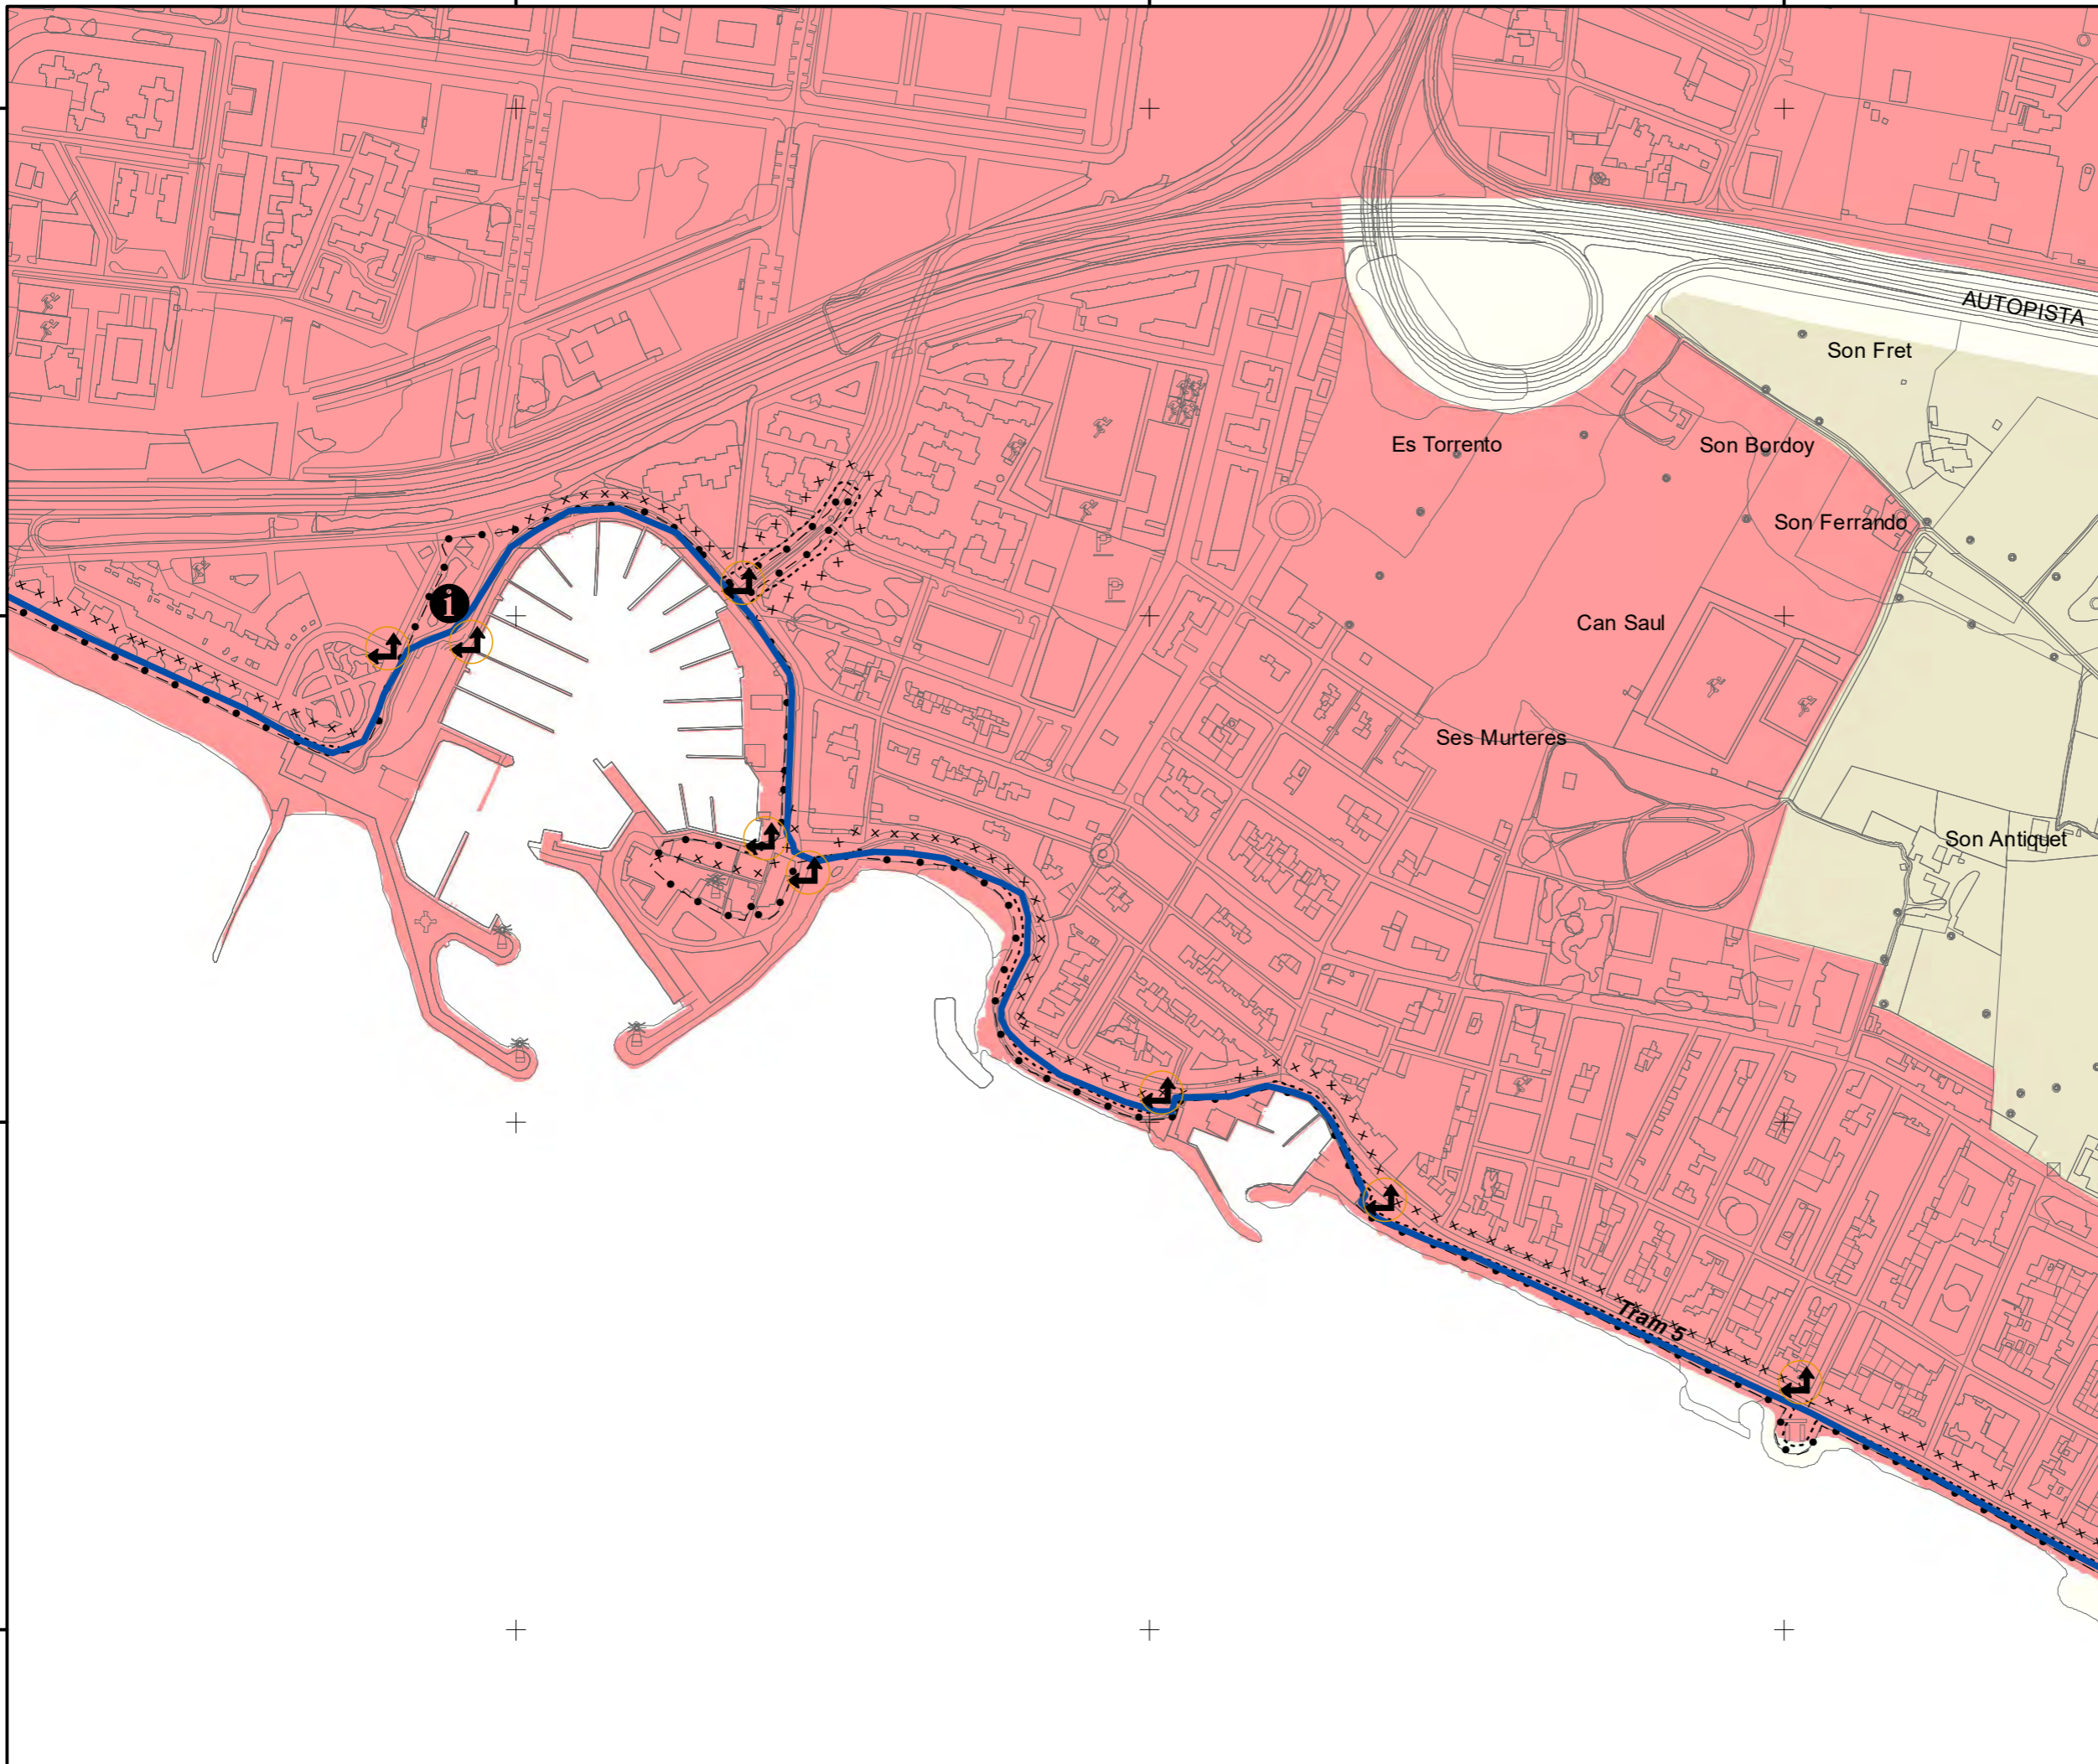 AUTOPISTA
Son Fret
Es Torrento
Son Bordoy
Son Ferrando
Can Saul
Ses Murteres
Son Antiquet
i
P
P
Tram 5